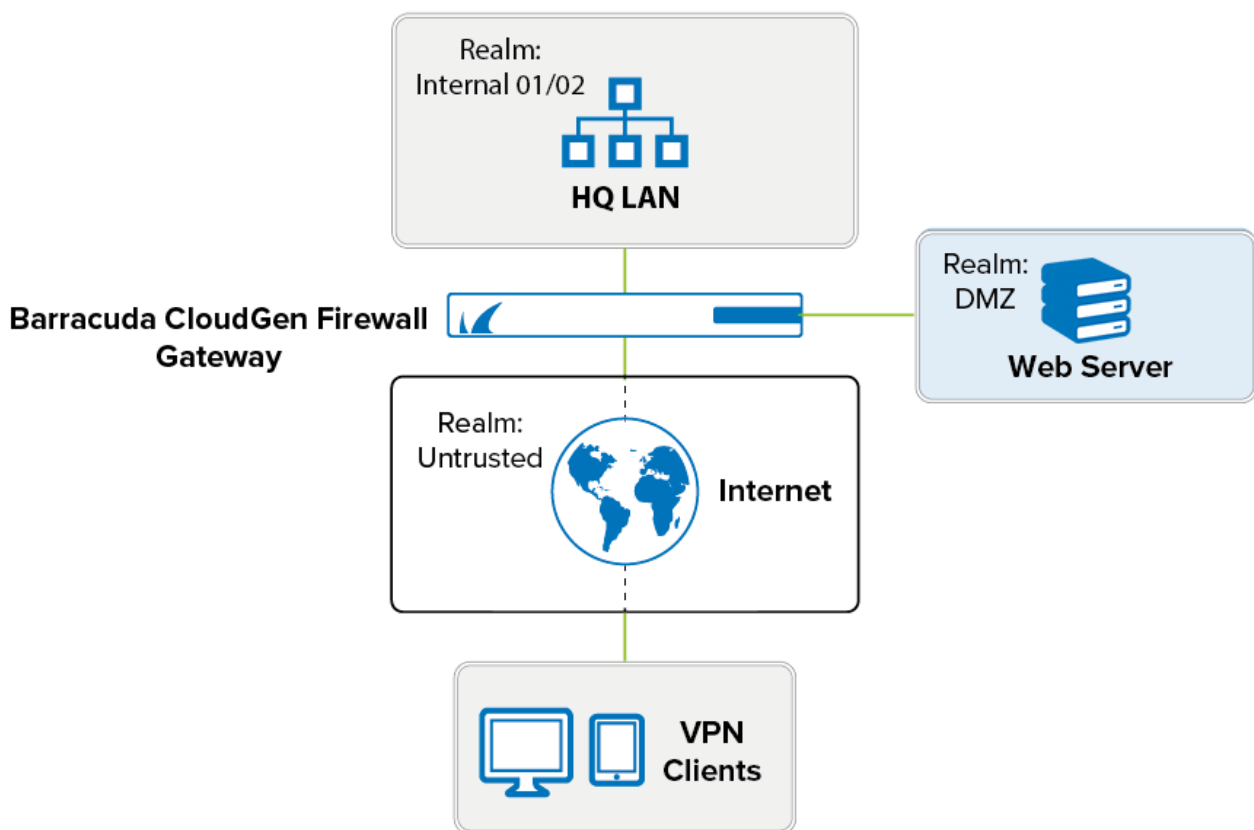 Realm:
Internal 01/02
HQ LAN
Barracuda CloudGen Firewall
Gateway
Realm:
DMZ
Web Server
Realm:
Untrusted
Internet
VPN
Clients